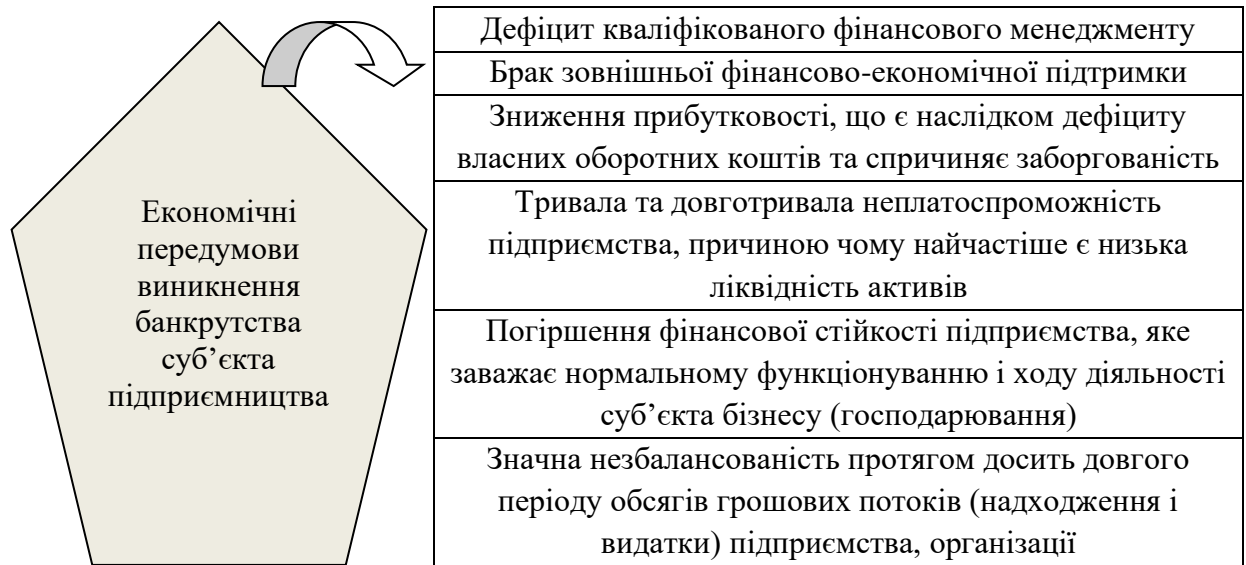 Економічні
передумови
виникнення
банкрутства
суб’єкта
підприємництва
Дефіцит кваліфікованого фінансового менеджменту
Брак зовнішньої фінансово-економічної підтримки
Зниження прибутковості, що є наслідком дефіциту
власних оборотних коштів та спричиняє заборгованість
Тривала та довготривала неплатоспроможність
підприємства, причиною чому найчастіше є низька
ліквідність активів
Погіршення фінансової стійкості підприємства, яке
заважає нормальному функціонуванню і ходу діяльності
суб’єкта бізнесу (господарювання)
Значна незбалансованість протягом досить довгого
періоду обсягів грошових потоків (надходження і
видатки) підприємства, організації